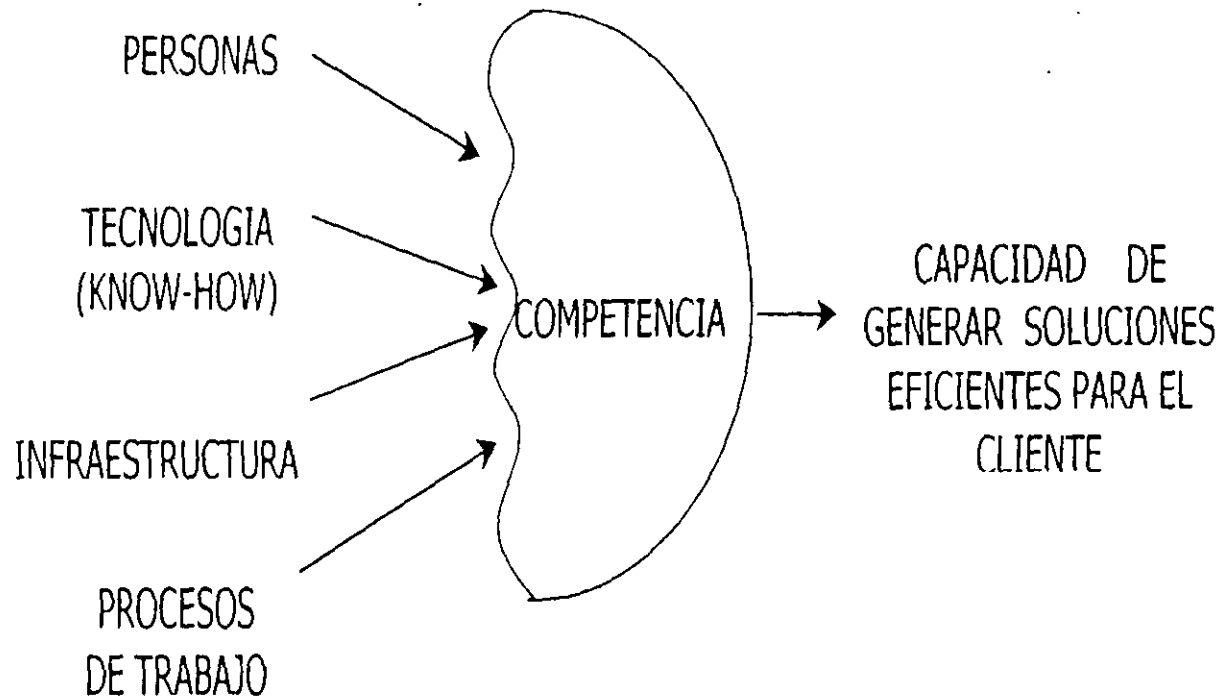 PERSONAS
TECNOLOGIA
(KNOW-HOW)
INFRAESTRUCTURA
PROCESOS
DE TRABAJO
COMPETENCIA
CAPACIDAD DE
GENERAR SOLUCIONES
EFICIENTES PARA EL
CLIENTE